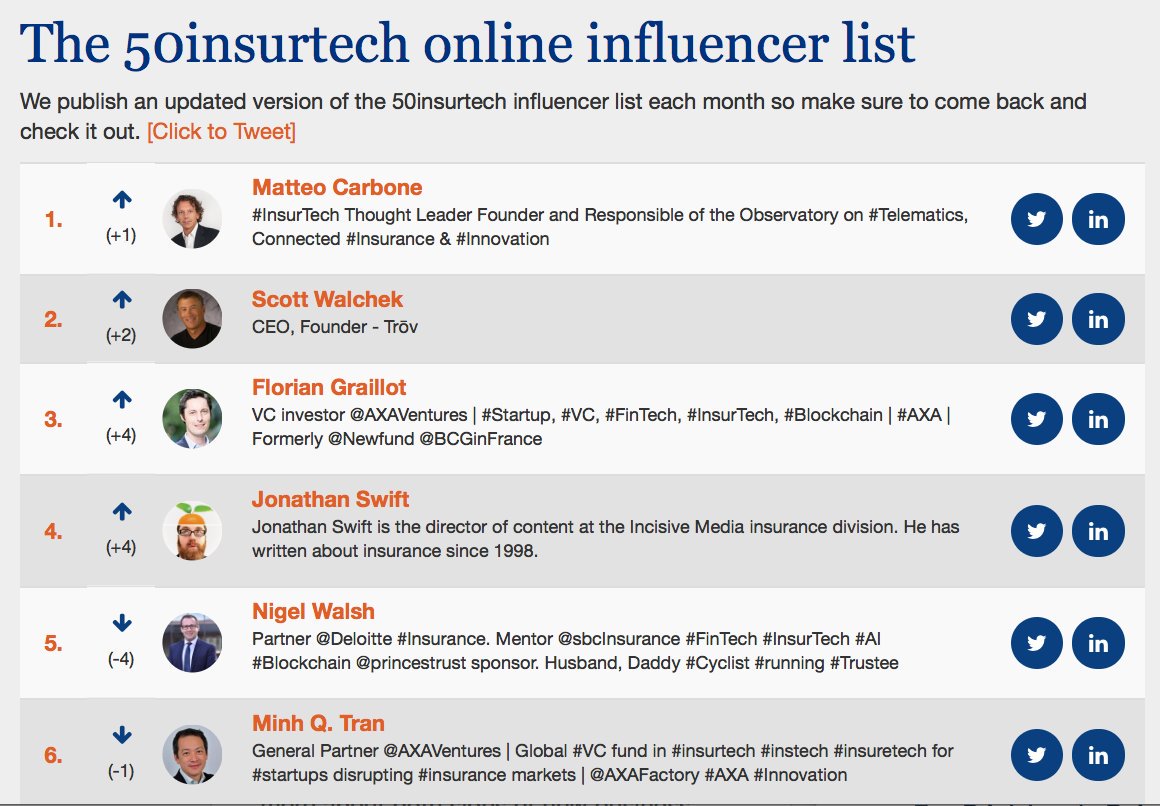 The 50insurtech online influencer list
We publish an updated version of the 50insurtech influencer list each month so make sure to come back and
check it out. [Click to Tweet]
1.
(+1)
Matteo Carbone
#InsurTech Thought Leader Founder and Responsible of the Observatory on #Telematics,
Connected #Insurance & #Innovation
in
2.
(+2)
Scott Walchek
CEO, Founder - Trōv
in
3.
(+4)
Florian Graillot
VC investor @AXAVentures | #Startup, #VC, #FinTech, #InsurTech, #Blockchain | #AXA |
Formerly @Newfund @BCGinFrance
in
4.
(+4)
Jonathan Swift
Jonathan Swift is the director of content at the Incisive Media insurance division. He has
written about insurance since 1998.
in
5.
(-4)
Nigel Walsh
Partner @Deloitte #Insurance. Mentor @sbcInsurance #FinTech #InsurTech #AI
#Blockchain @princestrust sponsor. Husband, Daddy #Cyclist #running #Trustee
in
6.
(-1)
Minh Q. Tran
General Partner @AXAVentures | Global #VC fund in #insurtech #instech #insuretech for
#startups disrupting #insurance markets | @AXAFactory #AXA #Innovation
in